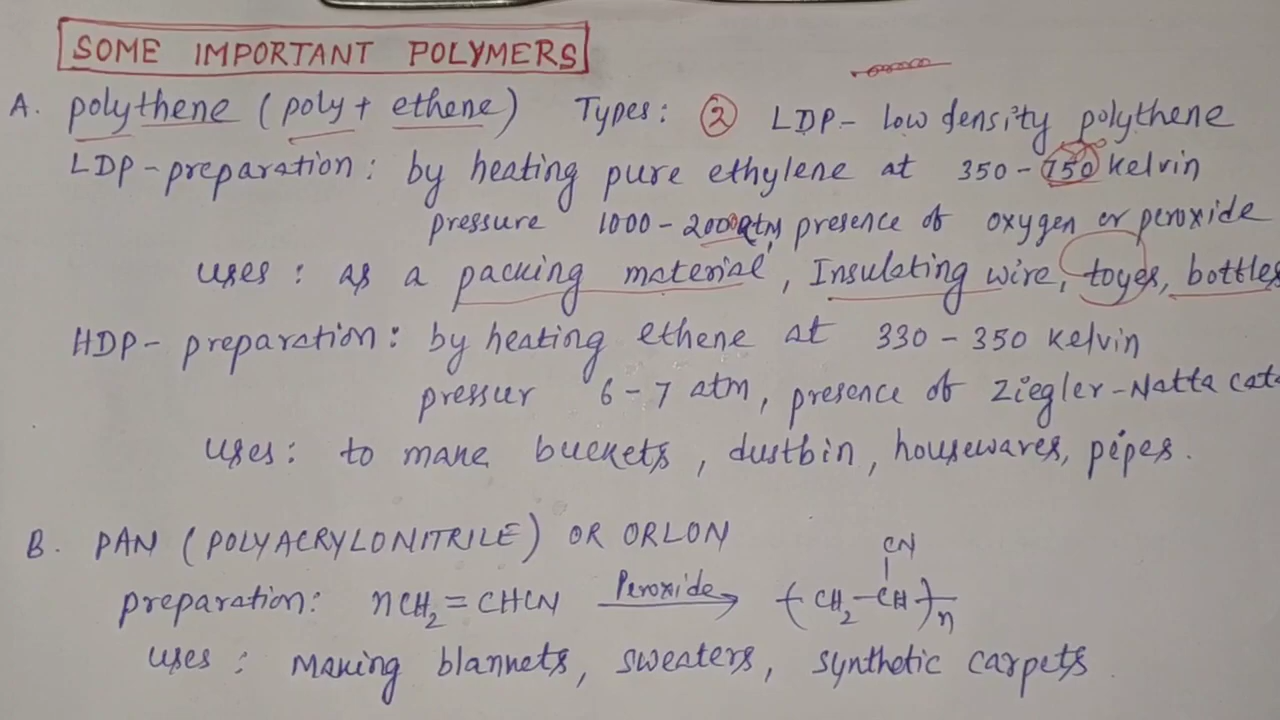 SOME IMPORTANT POLYMERS
A. polythene (poly + ethene) Types: 2 LDP - low density polythene
LDP - preparation: by heating pure ethylene at 350 - 750 kelvin
pressure 1000 - 2000 atm, presence of oxygen or peroxide
uses: as a packing material, Insulating wire, toyes, bottles
HDP - preparation: by heating ethene at 330 - 350 kelvin
pressur 6 - 7 atm, presence of Ziegler-Natta cat
uses: to make buckets, dustbin, housewares, pipes.
B. PAN (POLYACRYLONITRILE) OR ORLON
CN
preparation: nCH₂=CHCN Peroxide → (CH₂-CH)n
uses: making blankets, sweaters, synthetic carpets